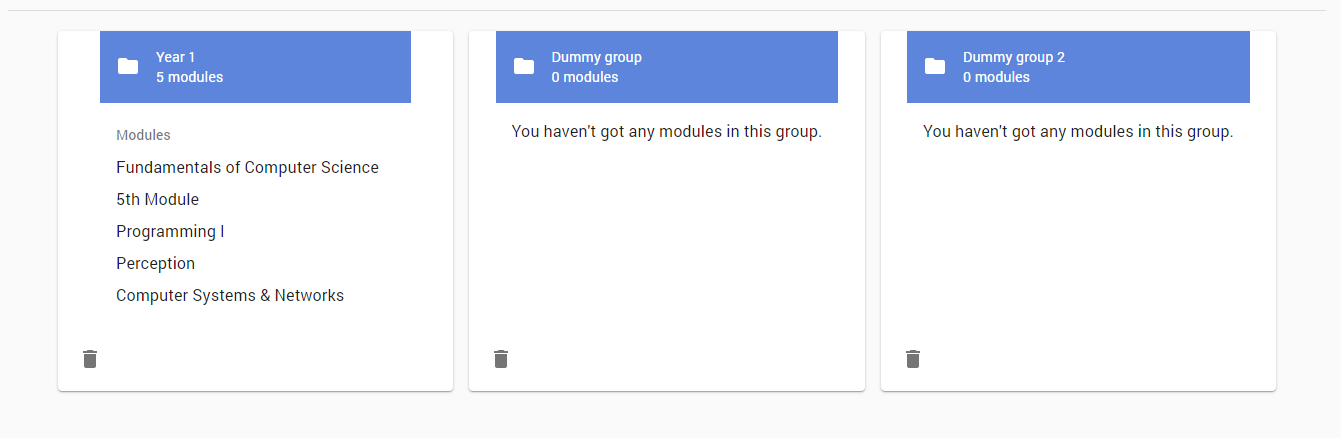 Year 1
5 modules
Modules
Fundamentals of Computer Science
5th Module
Programming I
Perception
Computer Systems & Networks
Dummy group
0 modules
You haven't got any modules in this group.
Dummy group 2
0 modules
You haven't got any modules in this group.